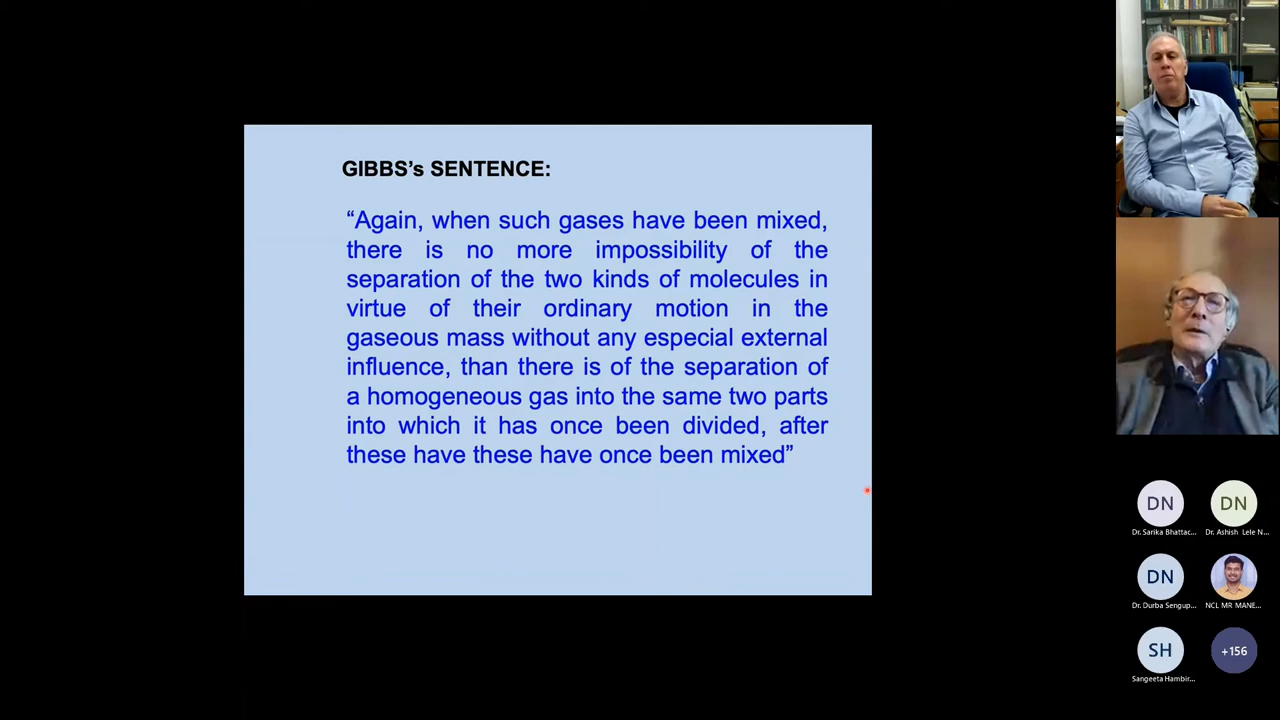 GIBBS's SENTENCE:
“Again, when such gases have been mixed,
there is no more impossibility of the
separation of the two kinds of molecules in
virtue of their ordinary motion in the
gaseous mass without any especial external
influence, than there is of the separation of
a homogeneous gas into the same two parts
into which it has once been divided, after
these have these have once been mixed”
DN
DN
Dr. Sarika Bhattac...
Dr. Ashish Lele N...
DN
Dr. Durba Sengup...
NCL MR MANE...
SH
+156
Sangeeta Hambir...